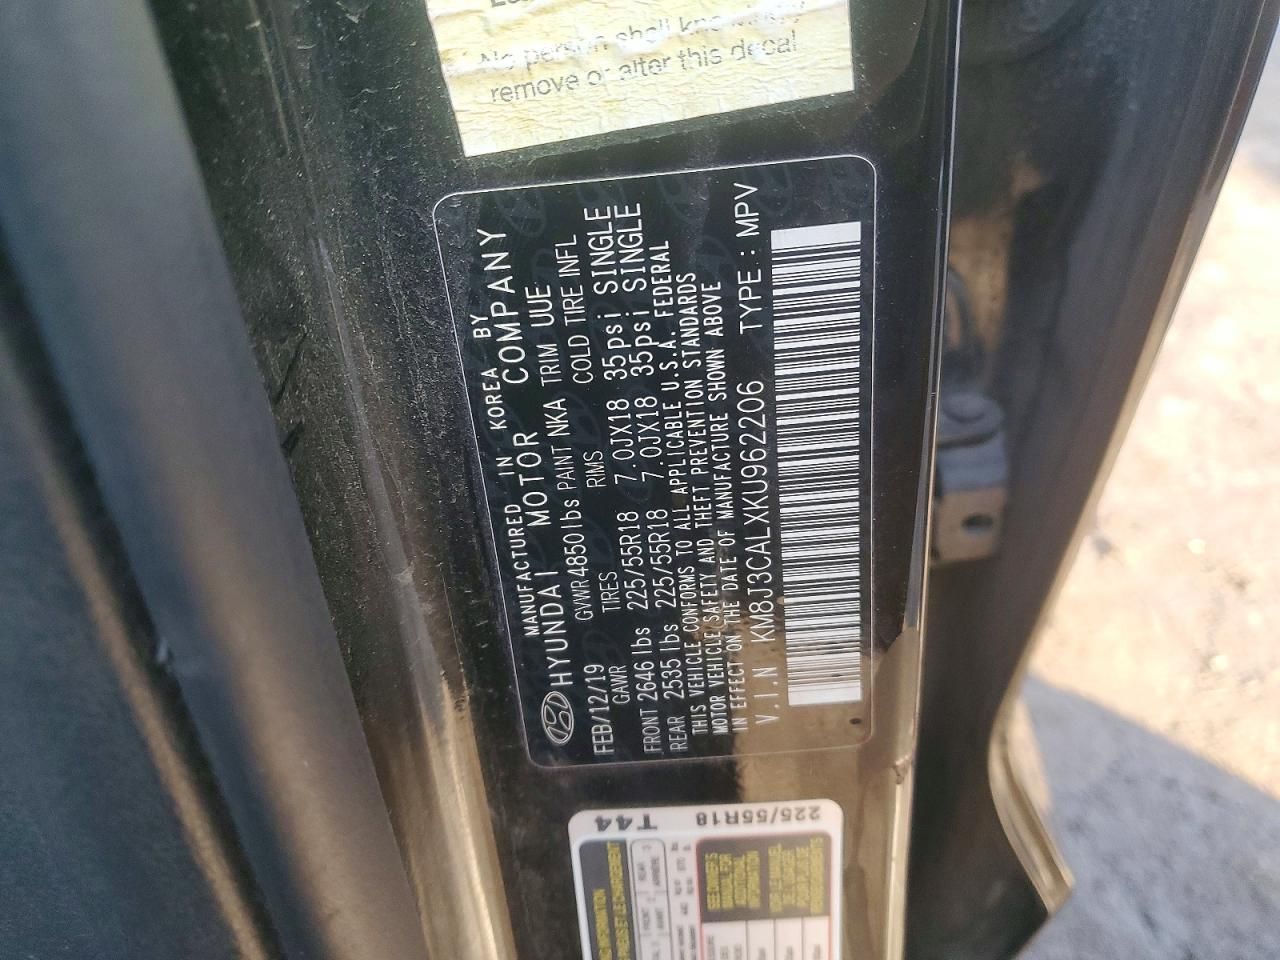 No person shall knowingly
remove or alter this decal
MANUFACTURED IN KOREA BY
HYUNDAI MOTOR COMPANY
GVWR 4850lbs PAINT NKA TRIM UUE
FEB/12/19 TIRES RIMS COLD TIRE INFL
GAWR
FRONT 2646 lbs 225/55R18 7.0JX18 35psi SINGLE
REAR 2535 lbs 225/55R18 7.0JX18 35psi SINGLE
THIS VEHICLE CONFORMS TO ALL APPLICABLE U.S.A. FEDERAL
MOTOR VEHICLE SAFETY AND THEFT PREVENTION STANDARDS
IN EFFECT ON THE DATE OF MANUFACTURE SHOWN ABOVE
V.I.N KM8J3CALXKU962206 TYPE : MPV
T44
225/55R18